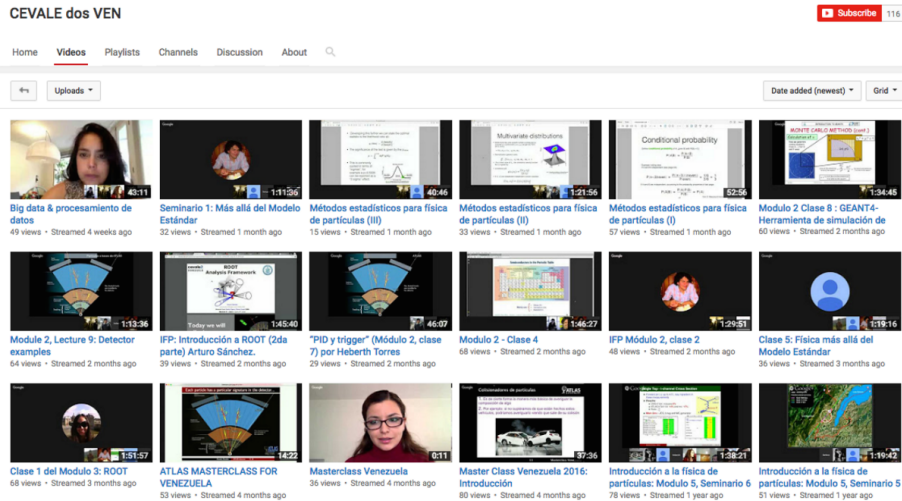 CEVALE dos VEN
Subscribe 116
Home Videos Playlists Channels Discussion About
Uploads
Date added (newest) Grid
43:11
1:11:36
Multivariate distributions
Conditional probability
MONTE CARLO METHOD (cont.)
40:46
1:21:56
52:56
1:34:45
Big data & procesamiento de
datos
49 views • Streamed 4 weeks ago
Seminario 1: Más allá del Modelo
Estándar
32 views • Streamed 1 month ago
Métodos estadísticos para física
de partículas (III)
15 views • Streamed 1 month ago
Métodos estadísticos para física
de partículas (II)
33 views • Streamed 1 month ago
Métodos estadísticos para física
de partículas (I)
57 views • Streamed 1 month ago
Modulo 2 Clase 8 : GEANT4-
Herramienta de simulación de
60 views • Streamed 2 months ago
1:13:36
ROOT
Analysis Framework
Today we will
1:45:40
46:07
1:46:27
1:29:51
1:19:16
Module 2, Lecture 9: Detector
examples
64 views • Streamed 2 months ago
IFP: Introducción a ROOT (2da
parte) Arturo Sánchez.
39 views • Streamed 2 months ago
"PID y trigger" (Módulo 2, clase
7) por Heberth Torres
29 views • Streamed 2 months ago
Modulo 2 - Clase 4
68 views • Streamed 2 months ago
IFP Módulo 2, clase 2
48 views • Streamed 2 months ago
Clase 5: Física más allá del
Modelo Estándar
36 views • Streamed 3 months ago
1:51:57
14:22
0:11
Colisionadores de partículas
ATLAS
37:36
1:38:21
1:19:42
Clase 1 del Modulo 3: ROOT
68 views • Streamed 3 months ago
ATLAS MASTERCLASS FOR
VENEZUELA
53 views • Streamed 4 months ago
Masterclass Venezuela
36 views • Streamed 4 months ago
Master Class Venezuela 2016:
Introducción
80 views • Streamed 4 months ago
Introducción a la física de
partículas: Modulo 5, Seminario 6
78 views • Streamed 1 year ago
Introducción a la física de
partículas: Modulo 5, Seminario 5
51 views • Streamed 1 year ago